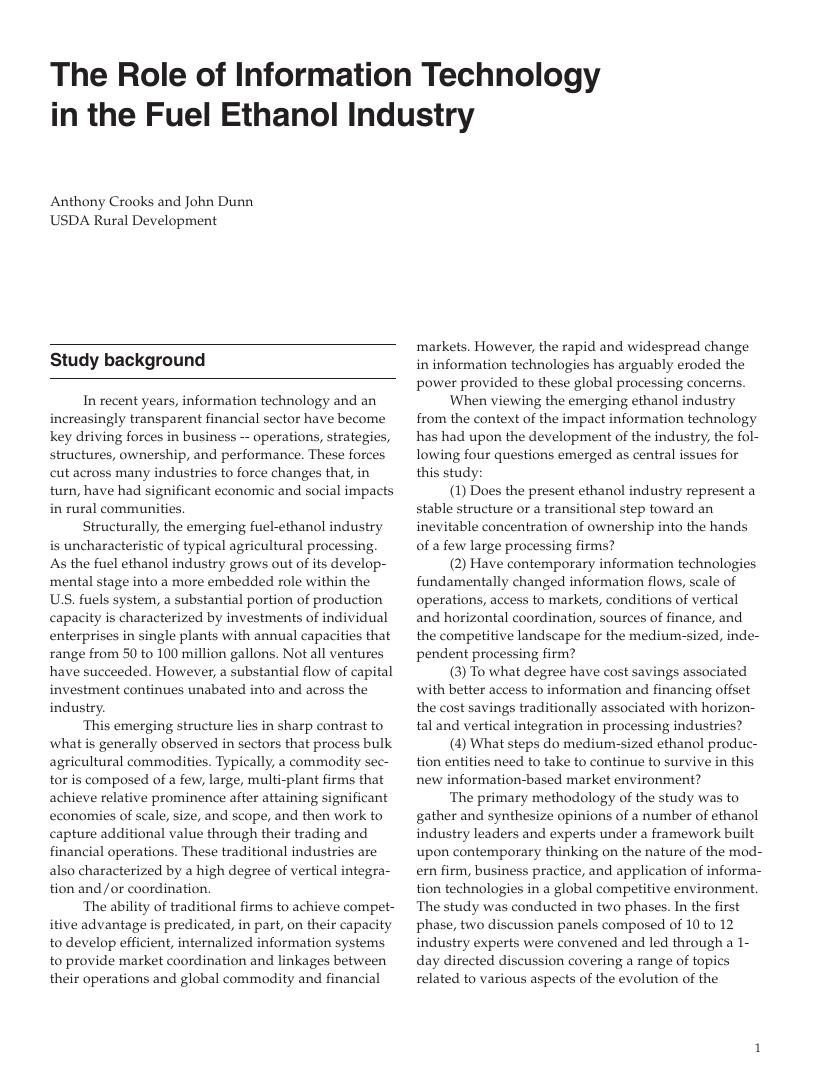 The Role of Information Technology
in the Fuel Ethanol Industry
Anthony Crooks and John Dunn
USDA Rural Development
Study background
In recent years, information technology and an
increasingly transparent financial sector have become
key driving forces in business -- operations, strategies,
structures, ownership, and performance. These forces
cut across many industries to force changes that, in
turn, have had significant economic and social impacts
in rural communities.
Structurally, the emerging fuel-ethanol industry
is uncharacteristic of typical agricultural processing.
As the fuel ethanol industry grows out of its develop-
mental stage into a more embedded role within the
U.S. fuels system, a substantial portion of production
capacity is characterized by investments of individual
enterprises in single plants with annual capacities that
range from 50 to 100 million gallons. Not all ventures
have succeeded. However, a substantial flow of capital
investment continues unabated into and across the
industry.
This emerging structure lies in sharp contrast to
what is generally observed in sectors that process bulk
agricultural commodities. Typically, a commodity sec-
tor is composed of a few, large, multi-plant firms that
achieve relative prominence after attaining significant
economies of scale, size, and scope, and then work to
capture additional value through their trading and
financial operations. These traditional industries are
also characterized by a high degree of vertical integra-
tion and/or coordination.
The ability of traditional firms to achieve compet-
itive advantage is predicated, in part, on their capacity
to develop efficient, internalized information systems
to provide market coordination and linkages between
their operations and global commodity and financial
markets. However, the rapid and widespread change
in information technologies has arguably eroded the
power provided to these global processing concerns.
When viewing the emerging ethanol industry
from the context of the impact information technology
has had upon the development of the industry, the fol-
lowing four questions emerged as central issues for
this study:
(1) Does the present ethanol industry represent a
stable structure or a transitional step toward an
inevitable concentration of ownership into the hands
of a few large processing firms?
(2) Have contemporary information technologies
fundamentally changed information flows, scale of
operations, access to markets, conditions of vertical
and horizontal coordination, sources of finance, and
the competitive landscape for the medium-sized, inde-
pendent processing firm?
(3) To what degree have cost savings associated
with better access to information and financing offset
the cost savings traditionally associated with horizon-
tal and vertical integration in processing industries?
(4) What steps do medium-sized ethanol produc-
tion entities need to take to continue to survive in this
new information-based market environment?
The primary methodology of the study was to
gather and synthesize opinions of a number of ethanol
industry leaders and experts under a framework built
upon contemporary thinking on the nature of the mod-
ern firm, business practice, and application of informa-
tion technologies in a global competitive environment.
The study was conducted in two phases. In the first
phase, two discussion panels composed of 10 to 12
industry experts were convened and led through a 1-
day directed discussion covering a range of topics
related to various aspects of the evolution of the
1